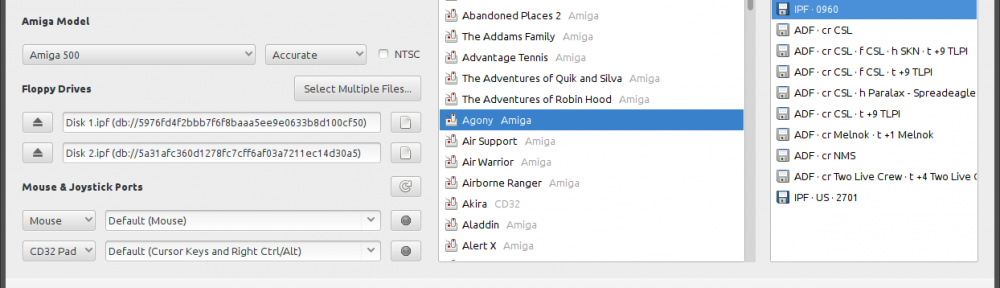 Amiga Model
Amiga 500
Accurate
NTSC
Floppy Drives
Select Multiple Files...
Disk 1.ipf (db://5976fd4f2bbb7f6f8baaa5ee9e0633b8d100cf50)
Disk 2.ipf (db://5a31afc360d1278fc7cff6af03a7211ec14d30a5)
Mouse & Joystick Ports
Mouse
Default (Mouse)
CD32 Pad
Default (Cursor Keys and Right Ctrl/Alt)
Abandoned Places 2 Amiga
The Addams Family Amiga
Advantage Tennis Amiga
The Adventures of Quik and Silva Amiga
The Adventures of Robin Hood Amiga
Agony Amiga
Air Support Amiga
Air Warrior Amiga
Airborne Ranger Amiga
Akira CD32
Aladdin Amiga
Alert X Amiga
IPF · 0960
ADF · cr CSL
ADF · cr CSL · f CSL · h SKN · t +9 TLPI
ADF · cr CSL · f CSL · t +9 TLPI
ADF · cr CSL · h Paralax - Spreadeagle
ADF · cr CSL · t +9 TLPI
ADF · cr Melnok · t +1 Melnok
ADF · cr NMS
ADF · cr Two Live Crew · t +4 Two Live C
IPF · US · 2701